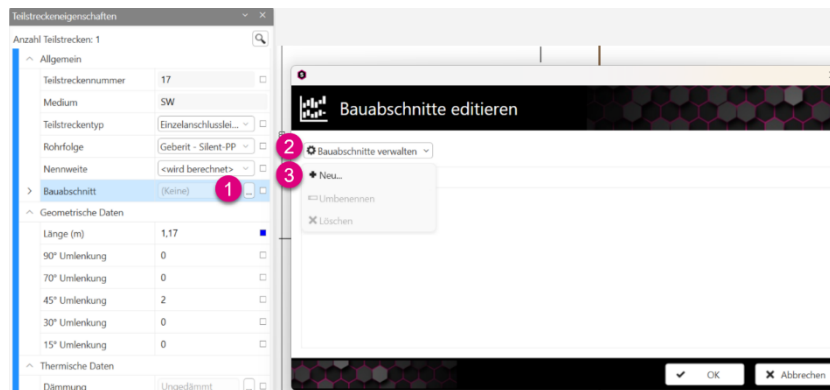 Teilstreckeneigenschaften
Anzahl Teilstrecken: 1
Allgemein
Teilstreckennummer 17
Medium SW
Teilstreckentyp Einzelanschlusslei...
Rohrfolge Geberit - Silent-PP
Nennweite <wird berechnet>
Bauabschnitt (Keine) 1 ...
Geometrische Daten
Länge (m) 1,17
90° Umlenkung 0
70° Umlenkung 0
45° Umlenkung 2
30° Umlenkung 0
15° Umlenkung 0
Thermische Daten
Dämmung Ungedämmt
Bauabschnitte editieren
2 Bauabschnitte verwalten
3 Neu...
Umbenennen
Löschen
OK Abbrechen